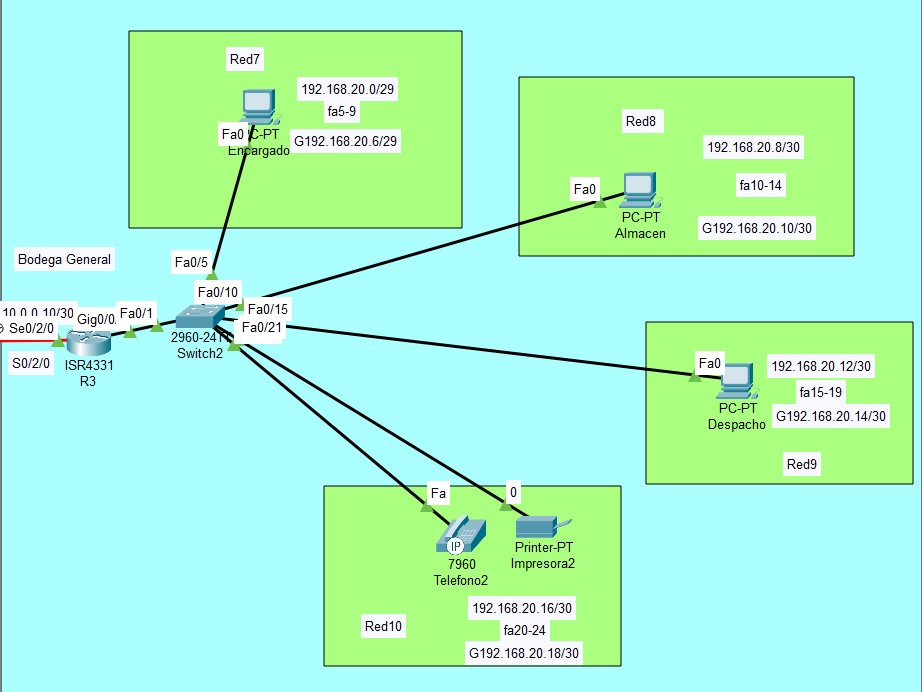 Red7
192.168.20.0/29
fa5-9
G192.168.20.6/29
Fa0
C-PT
Encargado
Red8
192.168.20.8/30
fa10-14
G192.168.20.10/30
Fa0
PC-PT
Almacen
Bodega General
Fa0/5
Fa0/10
Fa0/15
Fa0/21
10.0.0.10/30
Se0/2/0
S0/2/0
Gig0/0
Fa0/1
ISR4331
R3
Switch2
Fa0
PC-PT
Despacho
192.168.20.12/30
fa15-19
G192.168.20.14/30
Red9
Fa
0
7960
Telefono2
IP
Printer-PT
Impresora2
Red10
192.168.20.16/30
fa20-24
G192.168.20.18/30